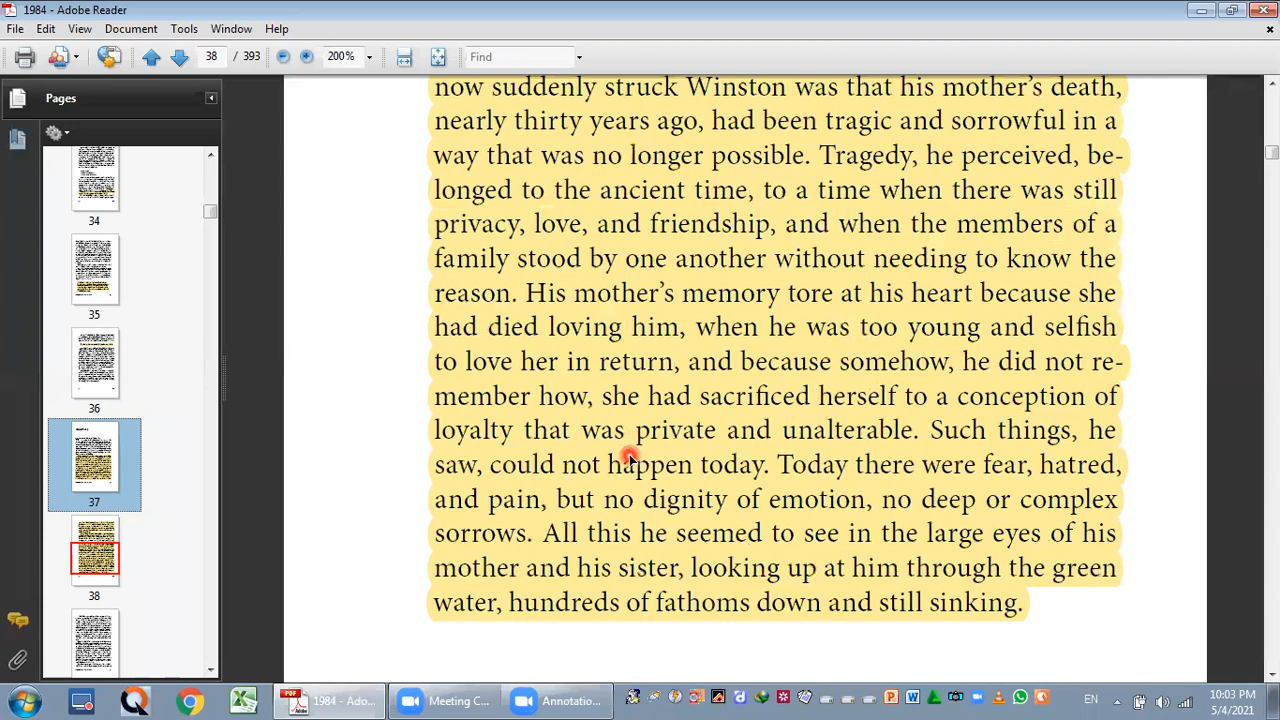 1984 - Adobe Reader
File Edit View Document Tools Window Help
38 / 393 200% Find
Pages
34
35
36
37
38
now suddenly struck Winston was that his mother's death,
nearly thirty years ago, had been tragic and sorrowful in a
way that was no longer possible. Tragedy, he perceived, be-
longed to the ancient time, to a time when there was still
privacy, love, and friendship, and when the members of a
family stood by one another without needing to know the
reason. His mother's memory tore at his heart because she
had died loving him, when he was too young and selfish
to love her in return, and because somehow, he did not re-
member how, she had sacrificed herself to a conception of
loyalty that was private and unalterable. Such things, he
saw, could not happen today. Today there were fear, hatred,
and pain, but no dignity of emotion, no deep or complex
sorrows. All this he seemed to see in the large eyes of his
mother and his sister, looking up at him through the green
water, hundreds of fathoms down and still sinking.
1984 - Ado... Meeting C... Annotatio... EN 10:03 PM
5/4/2021